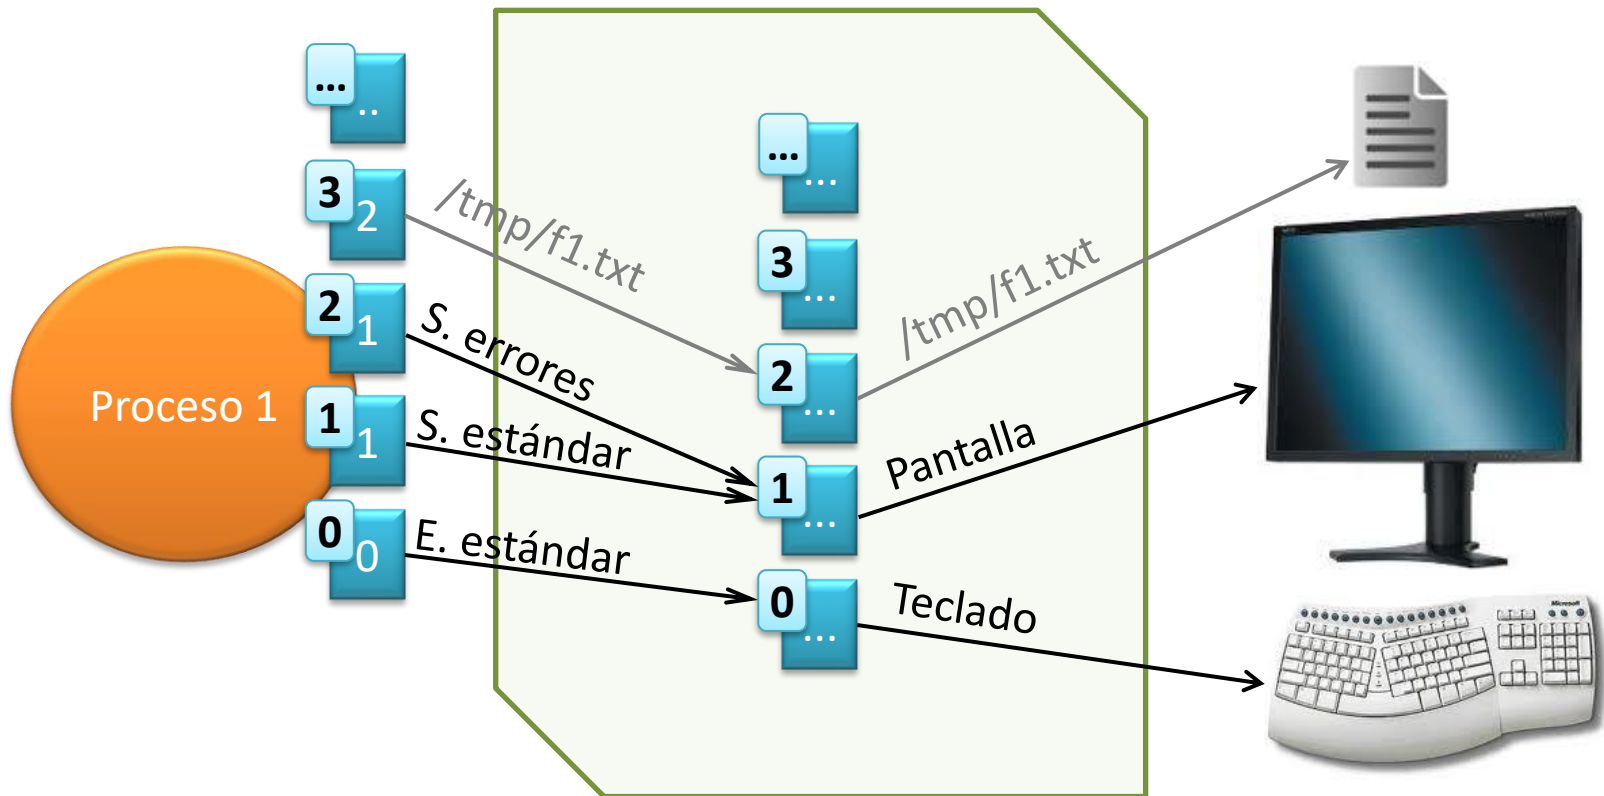 ...
..
3
2
/tmp/f1.txt
2
1
S. errores
Proceso 1
1
1
S. estándar
0
0
E. estándar
...
...
3
...
2
...
/tmp/f1.txt
1
...
Pantalla
0
...
Teclado
Microsoft